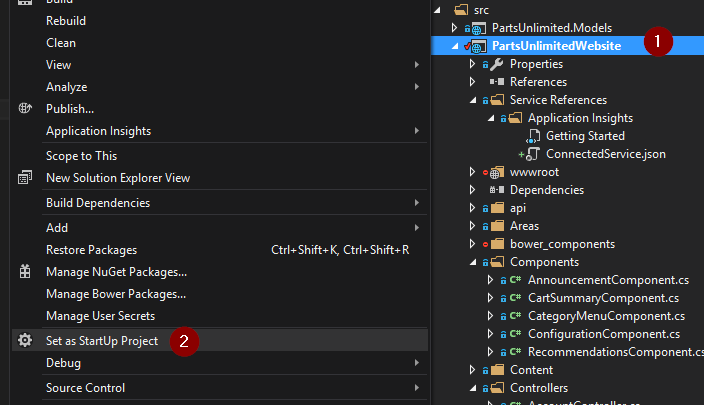 Build
Rebuild
Clean
View
Analyze
Publish...
Application Insights
Scope to This
New Solution Explorer View
Build Dependencies
Add
Restore Packages Ctrl+Shift+K, Ctrl+Shift+R
Manage NuGet Packages...
Manage Bower Packages...
Manage User Secrets
Set as StartUp Project 2
Debug
Source Control
src
PartsUnlimited.Models
PartsUnlimitedWebsite 1
Properties
References
Service References
Application Insights
Getting Started
ConnectedService.json
wwwroot
Dependencies
api
Areas
bower_components
Components
C# AnnouncementComponent.cs
C# CartSummaryComponent.cs
C# CategoryMenuComponent.cs
C# ConfigurationComponent.cs
C# RecommendationsComponent.cs
Content
Controllers
C# AccountController.cs